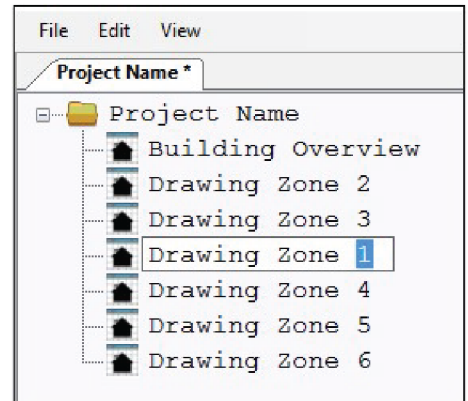 File Edit View
Project Name *
Project Name
Building Overview
Drawing Zone 2
Drawing Zone 3
Drawing Zone 1
Drawing Zone 4
Drawing Zone 5
Drawing Zone 6